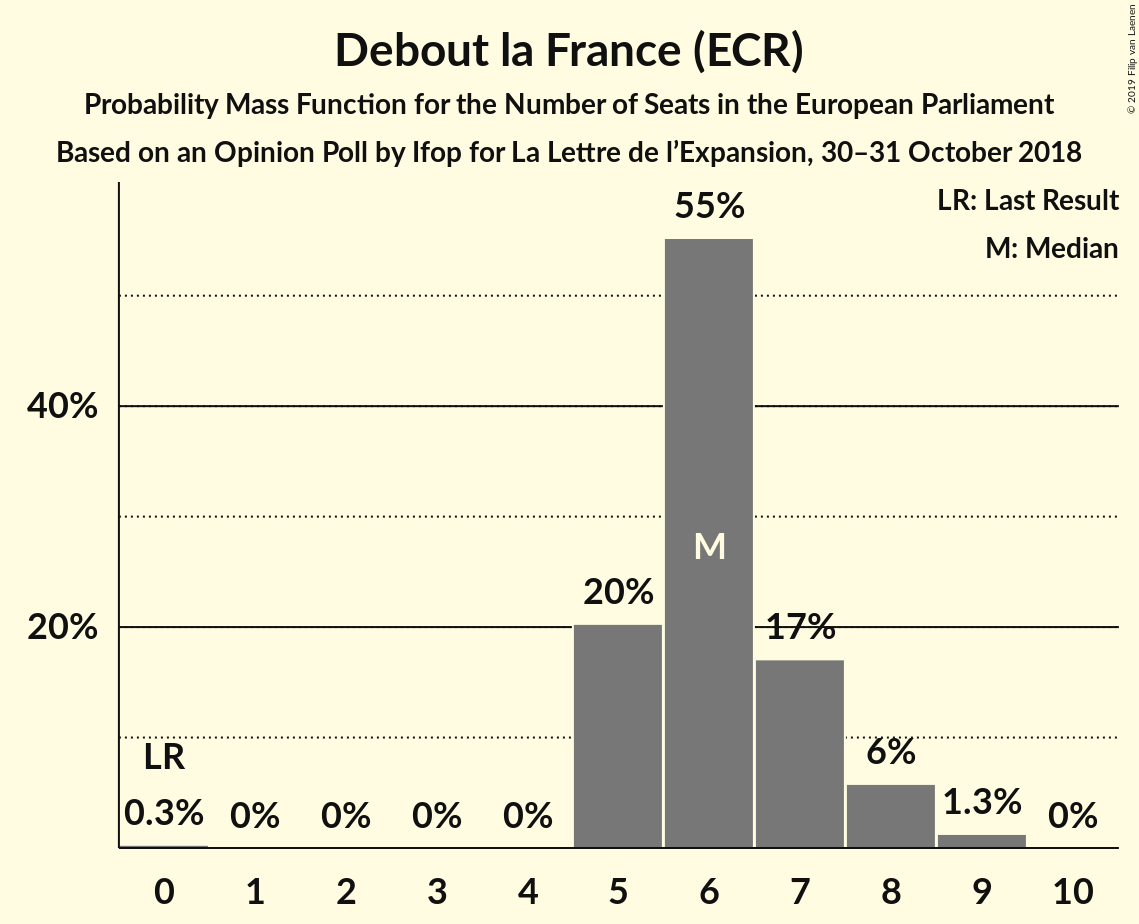 Debout la France (ECR)
Probability Mass Function for the Number of Seats in the European Parliament
Based on an Opinion Poll by Ifop for La Lettre de l’Expansion, 30–31 October 2018
© 2019 Filip van Laenen
LR: Last Result
M: Median
55%
40%
M
20%
20%
17%
LR
6%
0.3%
0%
0%
0%
0%
1.3%
0%
0 1 2 3 4 5 6 7 8 9 10